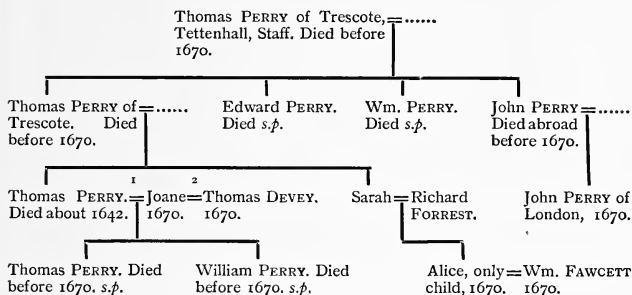 Thomas PERRY of Trescote,=......
Tettenhall, Staff. Died before
1670.
Thomas PERRY of=......
Trescote. Died
before 1670.
Edward PERRY.
Died s.p.
Wm. PERRY.
Died s.p.
John PERRY=......
Died abroad
before 1670.
1 2
Thomas PERRY.=Joane=Thomas DEVEY.
Died about 1642. 1670. 1670.
Sarah=Richard
FORREST.
John PERRY of
London, 1670.
Thomas PERRY. Died
before 1670. s.p.
William PERRY. Died
before 1670. s.p.
Alice, only=Wm. FAWCETT
child, 1670. 1670.